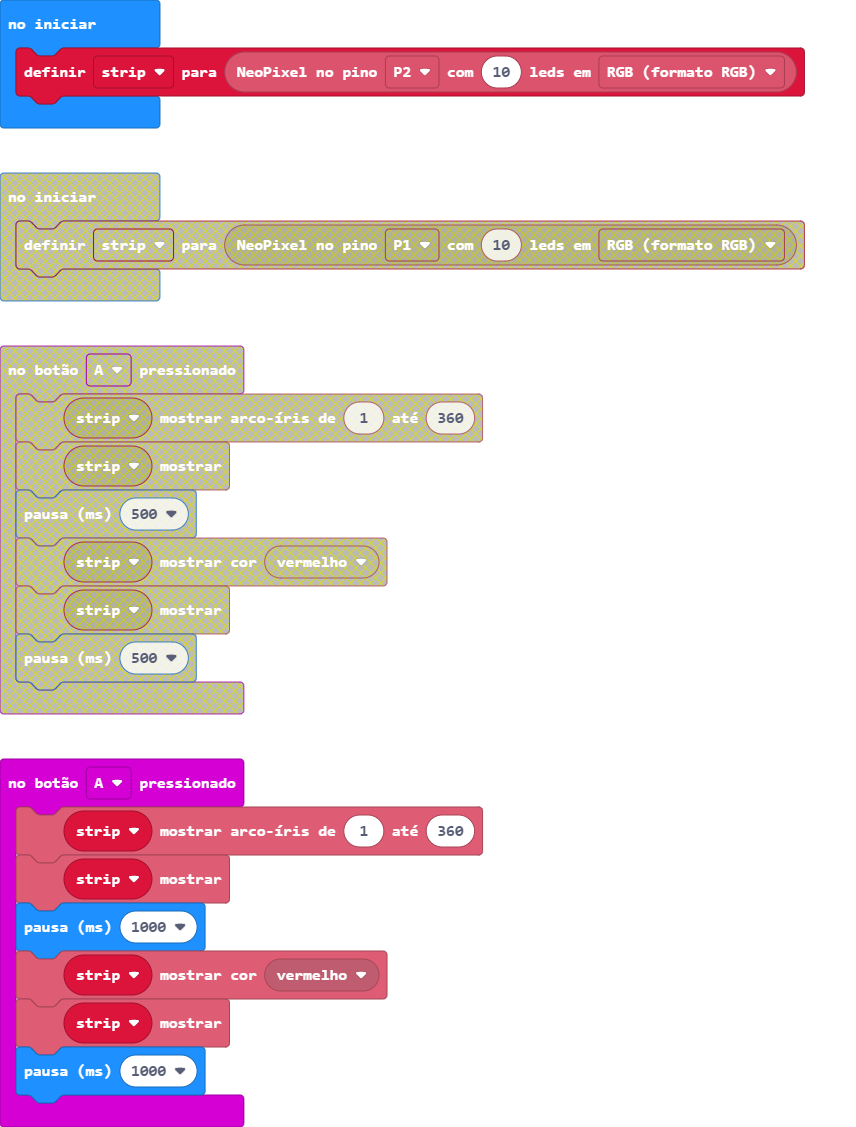 no iniciar
definir strip para NeoPixel no pino P2 com 10 leds em RGB (formato RGB)
no iniciar
definir strip para NeoPixel no pino P1 com 10 leds em RGB (formato RGB)
no botão A pressionado
strip mostrar arco-íris de 1 até 360
strip mostrar
pausa (ms) 500
strip mostrar cor vermelho
strip mostrar
pausa (ms) 500
no botão A pressionado
strip mostrar arco-íris de 1 até 360
strip mostrar
pausa (ms) 1000
strip mostrar cor vermelho
strip mostrar
pausa (ms) 1000